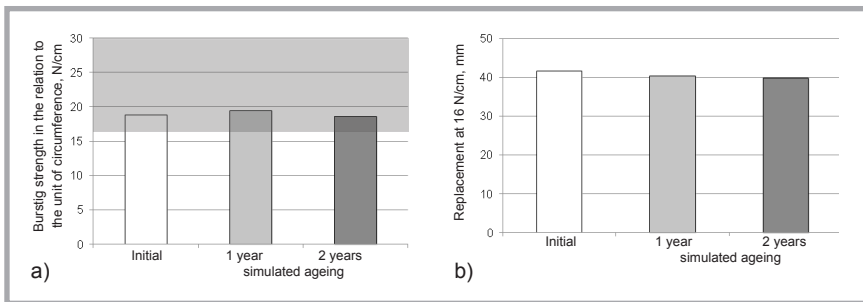 Burstig strength in the relation to
the unit of circumference, N/cm
30
25
20
15
10
5
0
Initial
1 year
2 years
simulated ageing
a)
Replacement at 16 N/cm, mm
50
40
30
20
10
0
Initial
1 year
2 years
simulated ageing
b)